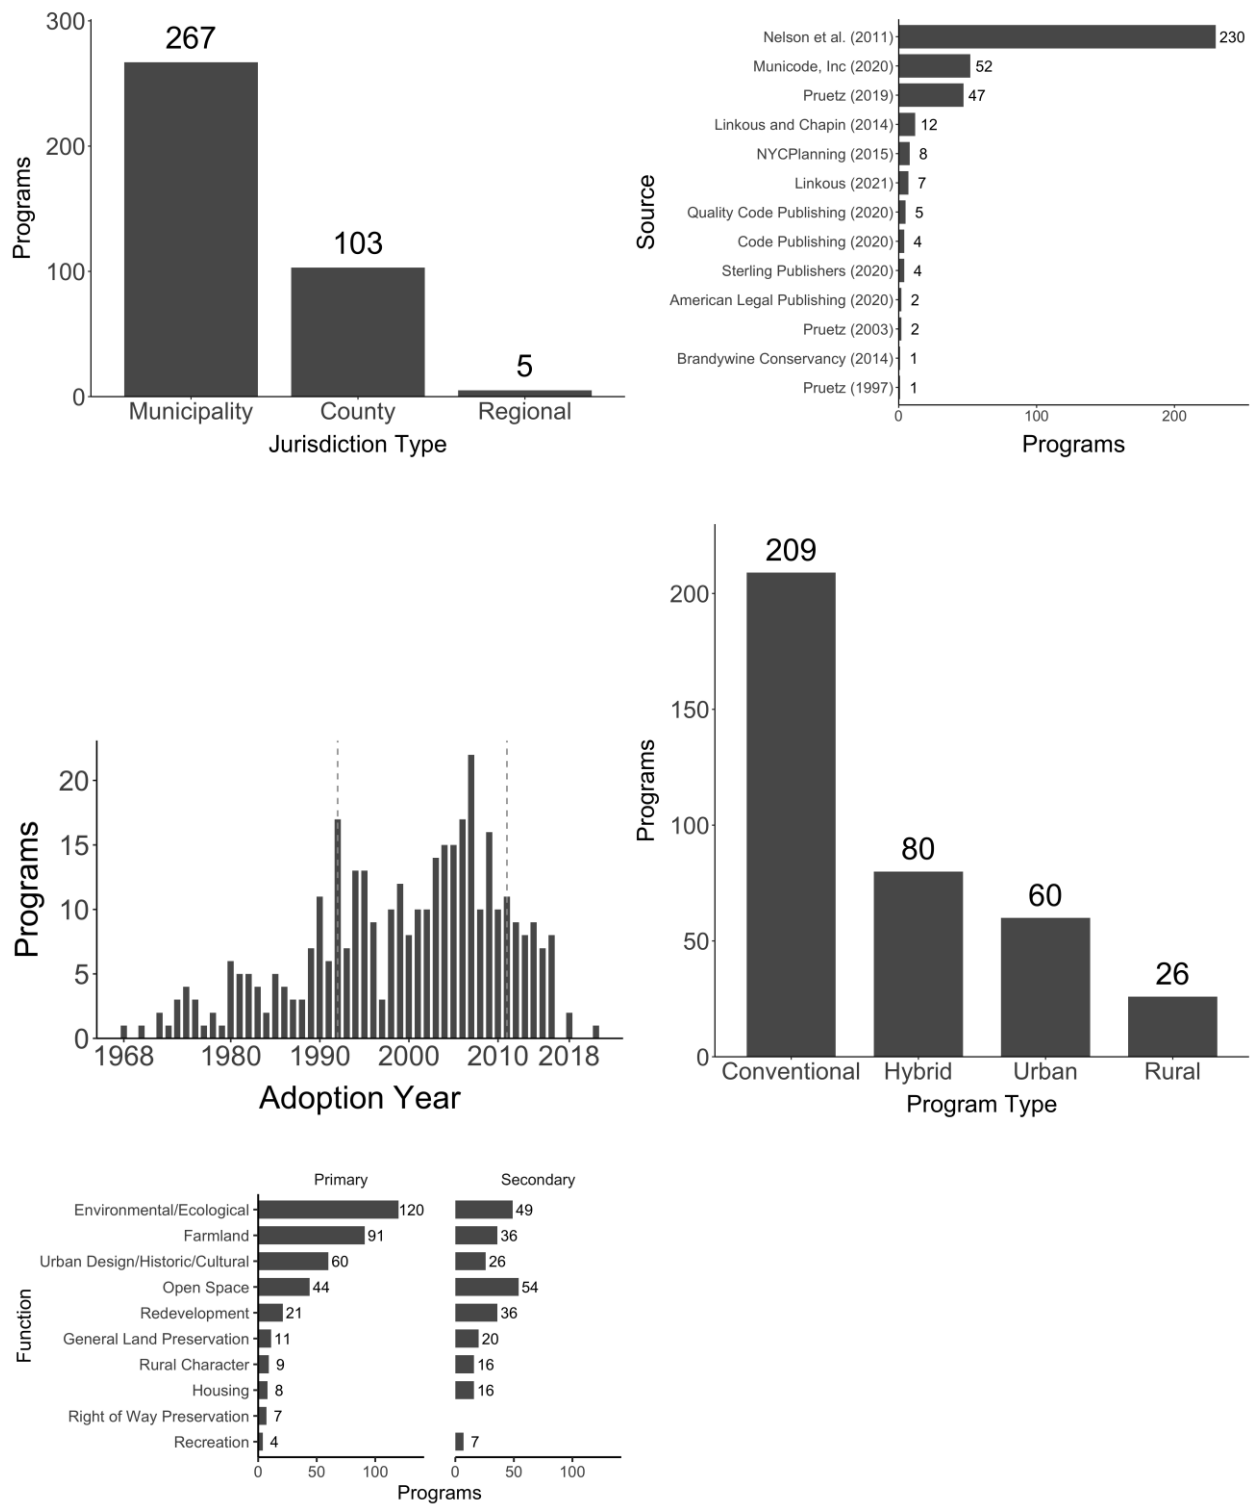 300
200
100
0
Programs
267
103
5
Municipality County Regional
Jurisdiction Type
Source
Nelson et al. (2011) 230
Municode, Inc (2020) 52
Pruetz (2019) 47
Linkous and Chapin (2014) 12
NYCPlanning (2015) 8
Linkous (2021) 7
Quality Code Publishing (2020) 5
Code Publishing (2020) 4
Sterling Publishers (2020) 4
American Legal Publishing (2020) 2
Pruetz (2003) 2
Brandywine Conservancy (2014) 1
Pruetz (1997) 1
0 100 200
Programs
20
15
10
5
0
Programs
1968 1980 1990 2000 2010 2018
Adoption Year
200
150
100
50
0
Programs
209
80
60
26
Conventional Hybrid Urban Rural
Program Type
Primary Secondary
Function
Environmental/Ecological 120 49
Farmland 91 36
Urban Design/Historic/Cultural 60 26
Open Space 44 54
Redevelopment 21 36
General Land Preservation 11 20
Rural Character 9 16
Housing 8 16
Right of Way Preservation 7
Recreation 4 7
0 50 100 0 50 100
Programs